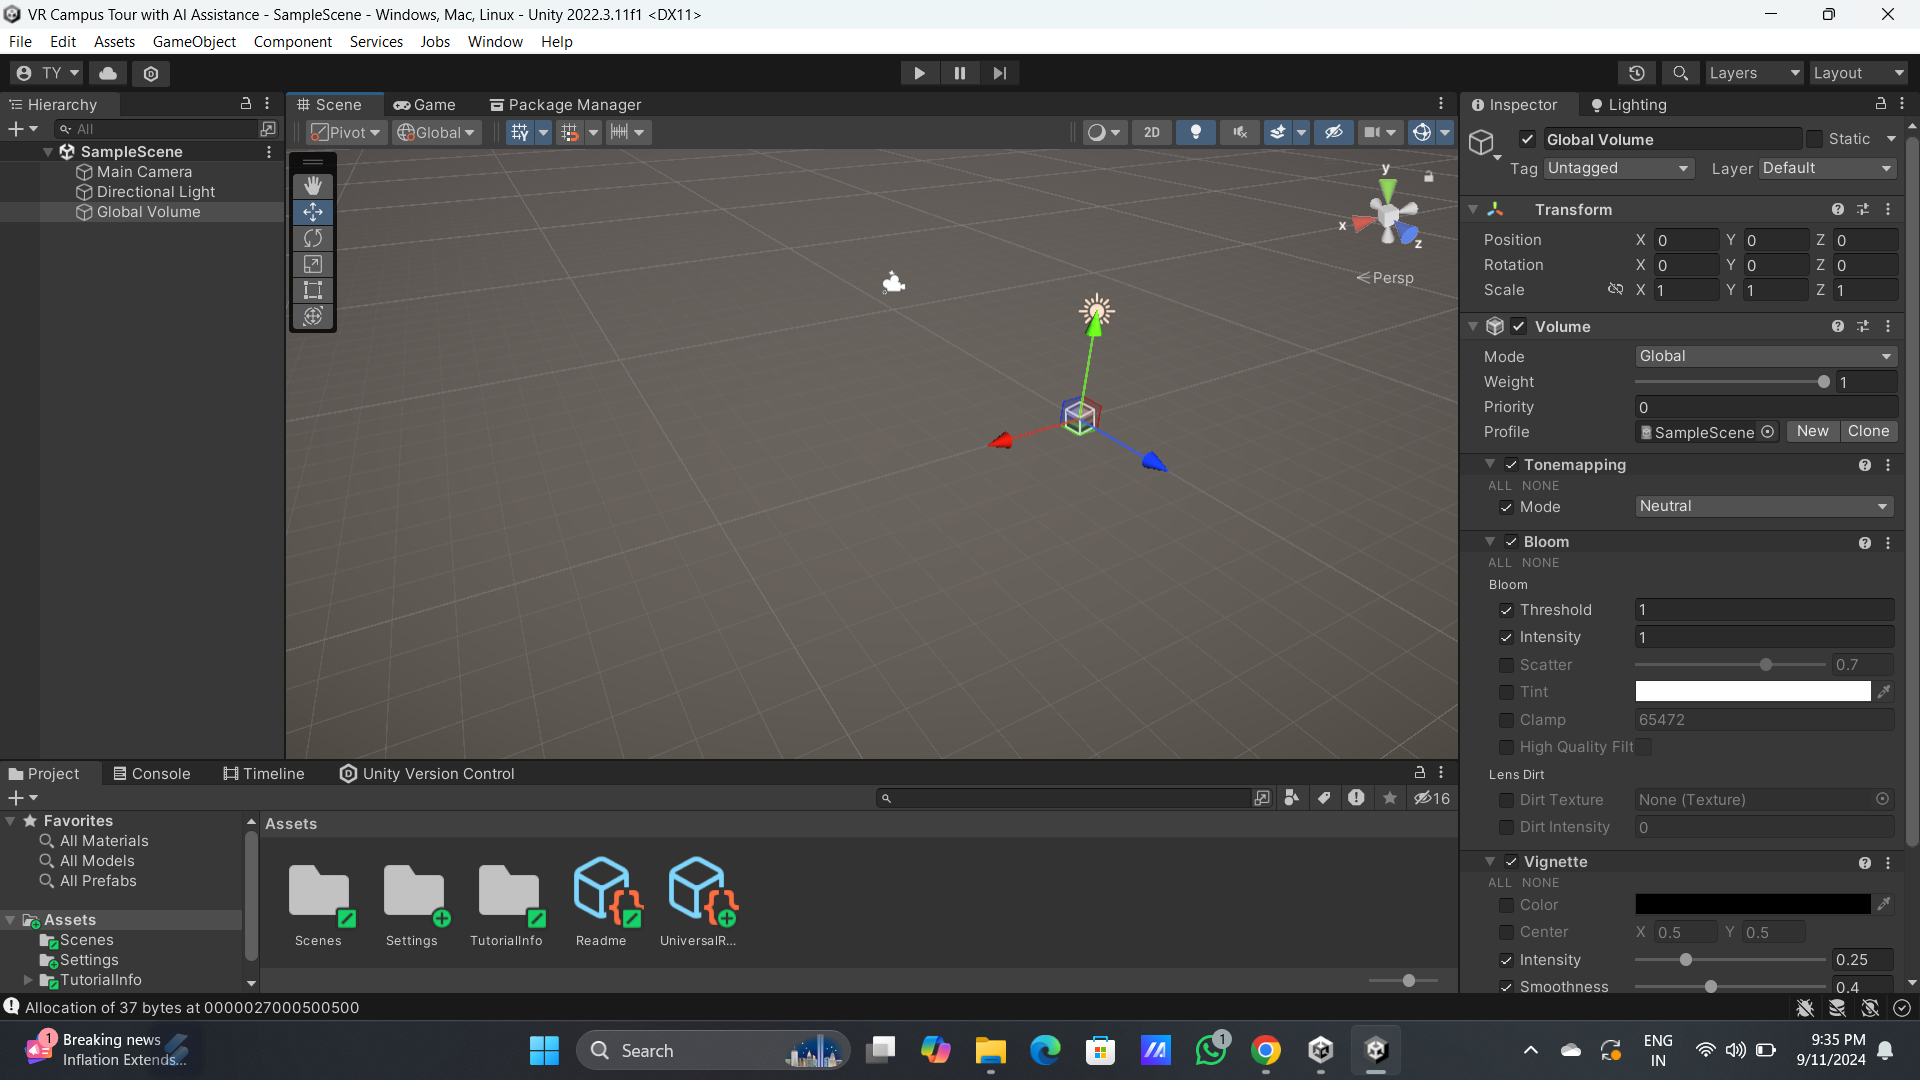 VR Campus Tour with AI Assistance - SampleScene - Windows, Mac, Linux - Unity 2022.3.11f1 <DX11>
File Edit Assets GameObject Component Services Jobs Window Help
TY
Layers Layout
Hierarchy
All
SampleScene
Main Camera
Directional Light
Global Volume
Scene Game Package Manager
Pivot Global
2D
y
x
z
Persp
Inspector Lighting
Global Volume Static
Tag Untagged Layer Default
Transform
Position X 0 Y 0 Z 0
Rotation X 0 Y 0 Z 0
Scale X 1 Y 1 Z 1
Volume
Mode Global
Weight 1
Priority 0
Profile SampleScene New Clone
Tonemapping
ALL NONE
Mode Neutral
Bloom
ALL NONE
Bloom
Threshold 1
Intensity 1
Scatter 0.7
Tint
Clamp 65472
High Quality Filt
Lens Dirt
Dirt Texture None (Texture)
Dirt Intensity 0
Vignette
ALL NONE
Color
Center X 0.5 Y 0.5
Intensity 0.25
Smoothness 0.4
Project Console Timeline Unity Version Control
16
Favorites
All Materials
All Models
All Prefabs
Assets
Scenes
Settings
TutorialInfo
Assets
Scenes Settings TutorialInfo Readme UniversalR...
Allocation of 37 bytes at 0000027000500500
1
Breaking news
Inflation Extends...
Search
1
ENG
IN
9:35 PM
9/11/2024